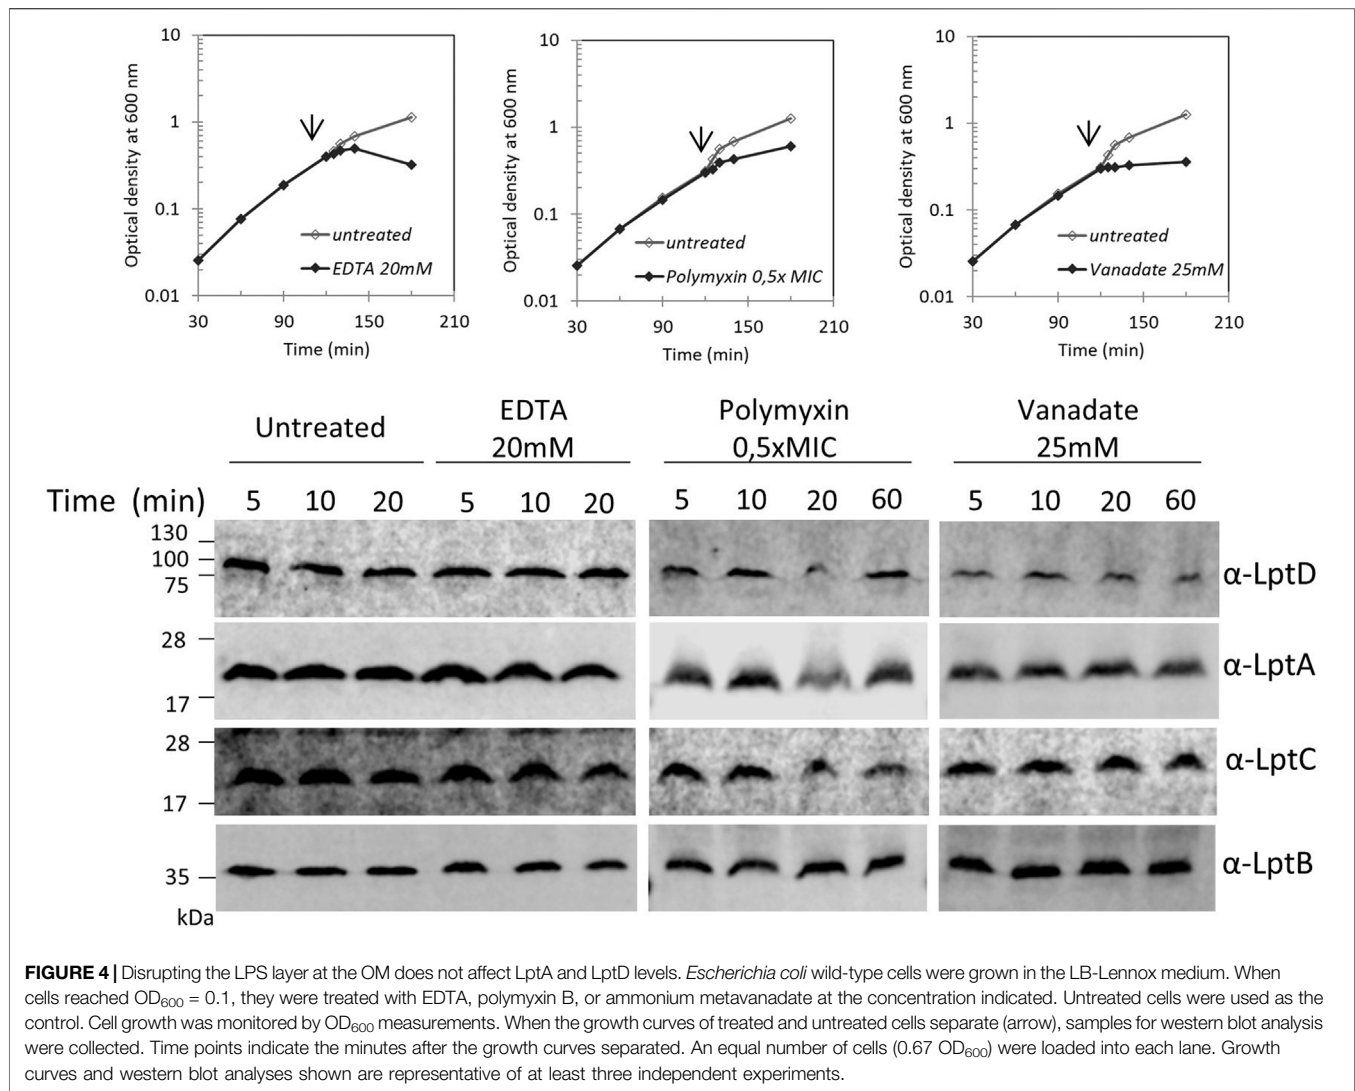 10
1
0.1
0.01
Optical density at 600 nm
untreated
EDTA 20mM
30 90 150 210
Time (min)
10
1
0.1
0.01
Optical density at 600 nm
untreated
Polymyxin 0,5x MIC
30 90 150 210
Time (min)
10
1
0.1
0.01
Optical density at 600 nm
untreated
Vanadate 25mM
30 90 150 210
Time (min)
Untreated
EDTA
20mM
Polymyxin
0,5xMIC
Vanadate
25mM
Time (min) 5 10 20 5 10 20 5 10 20 60 5 10 20 60
130
100
75
α-LptD
28
17
α-LptA
28
17
α-LptC
35
α-LptB
kDa
FIGURE 4 | Disrupting the LPS layer at the OM does not affect LptA and LptD levels. Escherichia coli wild-type cells were grown in the LB-Lennox medium. When
cells reached OD600 = 0.1, they were treated with EDTA, polymyxin B, or ammonium metavanadate at the concentration indicated. Untreated cells were used as the
control. Cell growth was monitored by OD600 measurements. When the growth curves of treated and untreated cells separate (arrow), samples for western blot analysis
were collected. Time points indicate the minutes after the growth curves separated. An equal number of cells (0.67 OD600) were loaded into each lane. Growth
curves and western blot analyses shown are representative of at least three independent experiments.